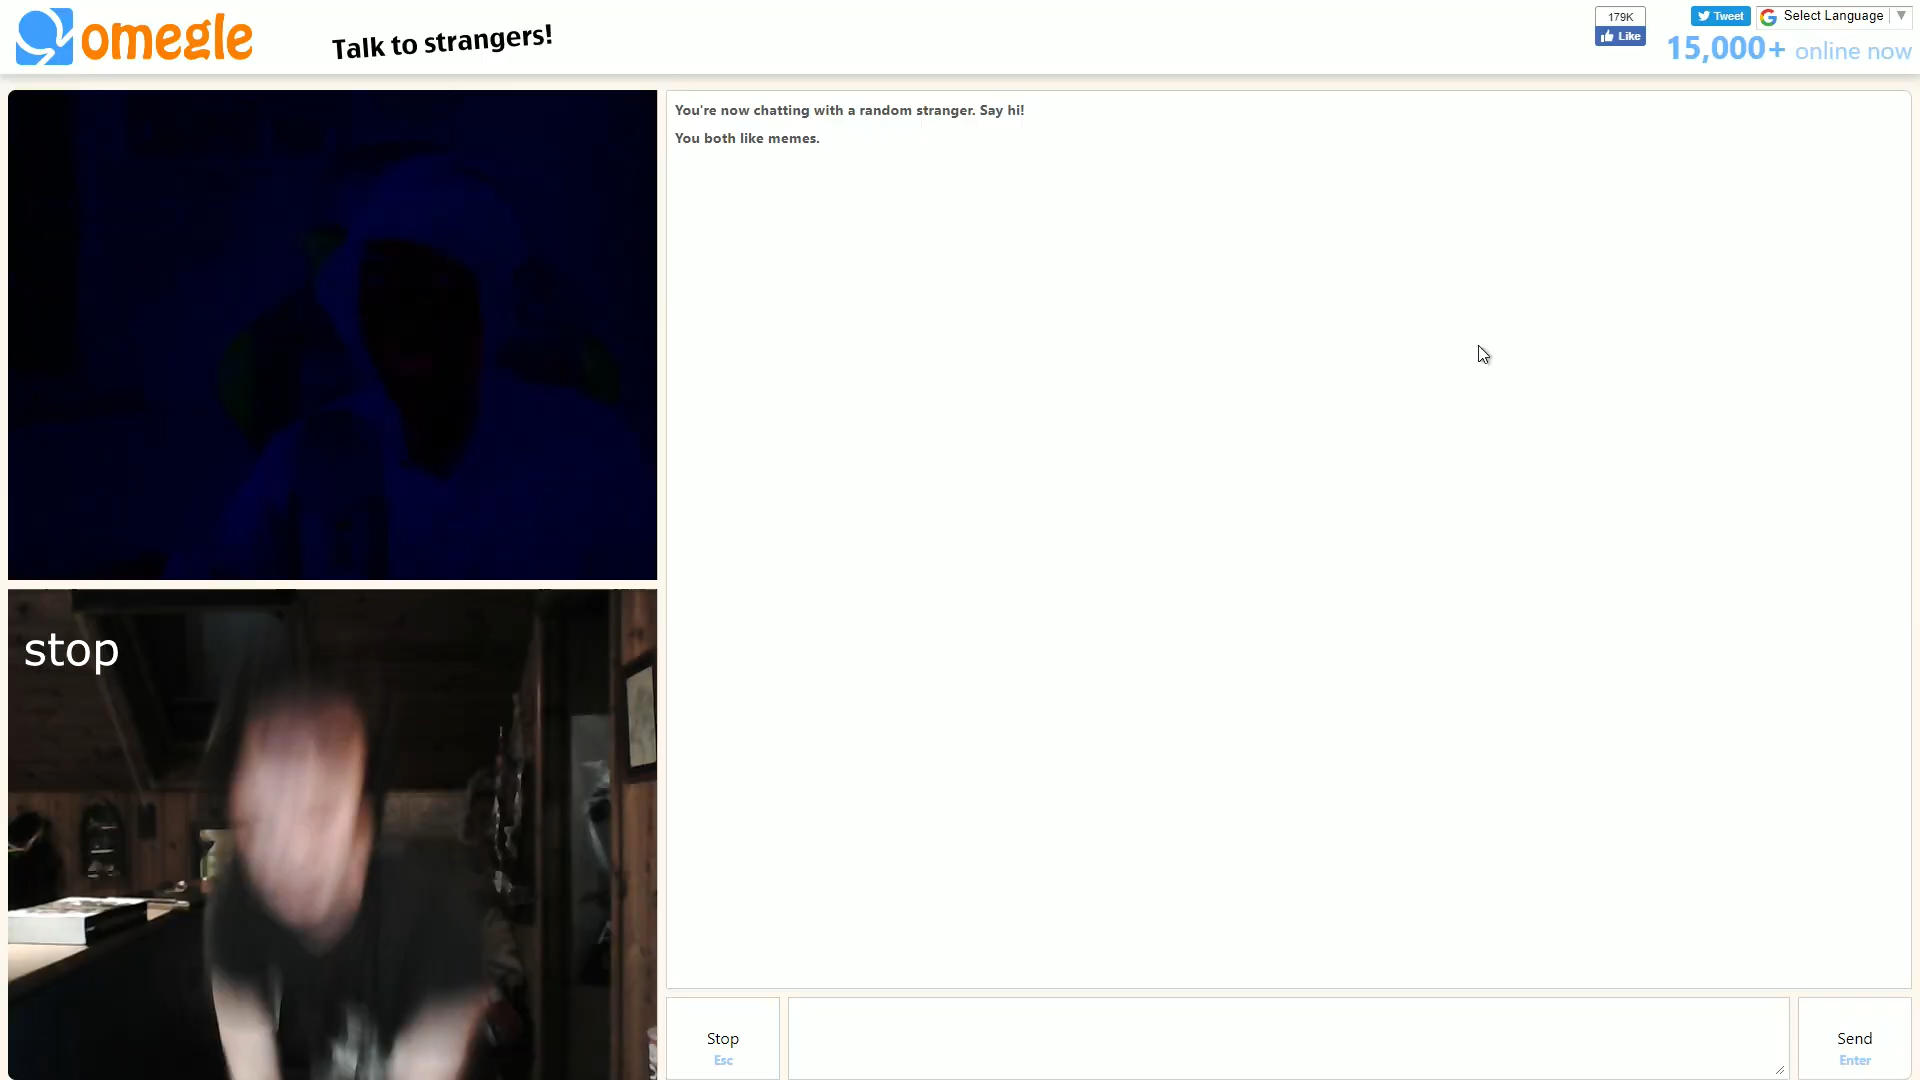 omegle
Talk to strangers!
179K
Like
Tweet
Select Language
15,000+ online now
You're now chatting with a random stranger. Say hi!
You both like memes.
stop
Stop
Esc
Send
Enter